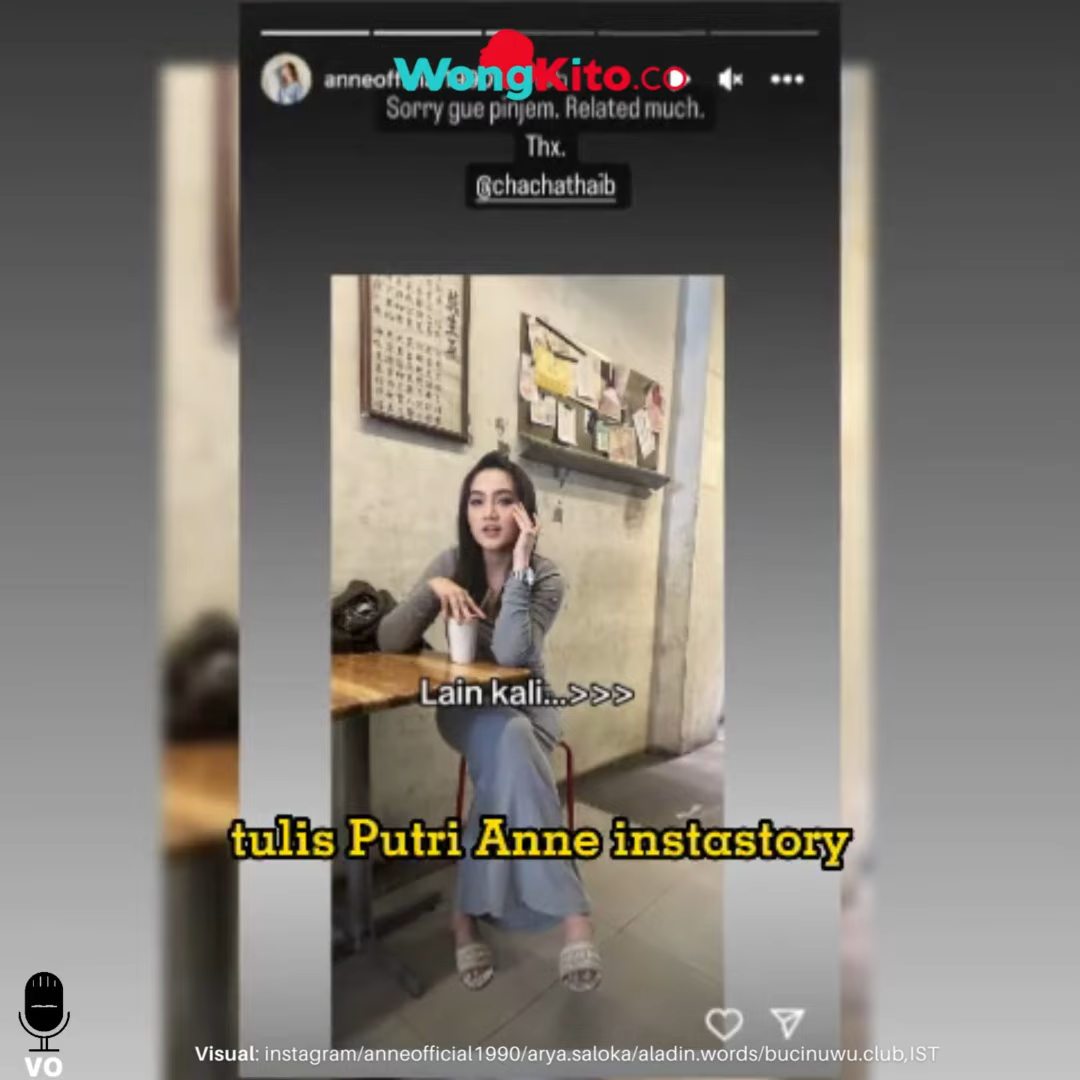 WongKito.co
Sorry gue pinjem. Related much.
Thx.
@chachathaib
Lain kali...>>>
tulis Putri Anne instastory
VO
Visual: instagram/anneofficial1990/arya.saloka/aladin.words/bucinuwu.club,IST